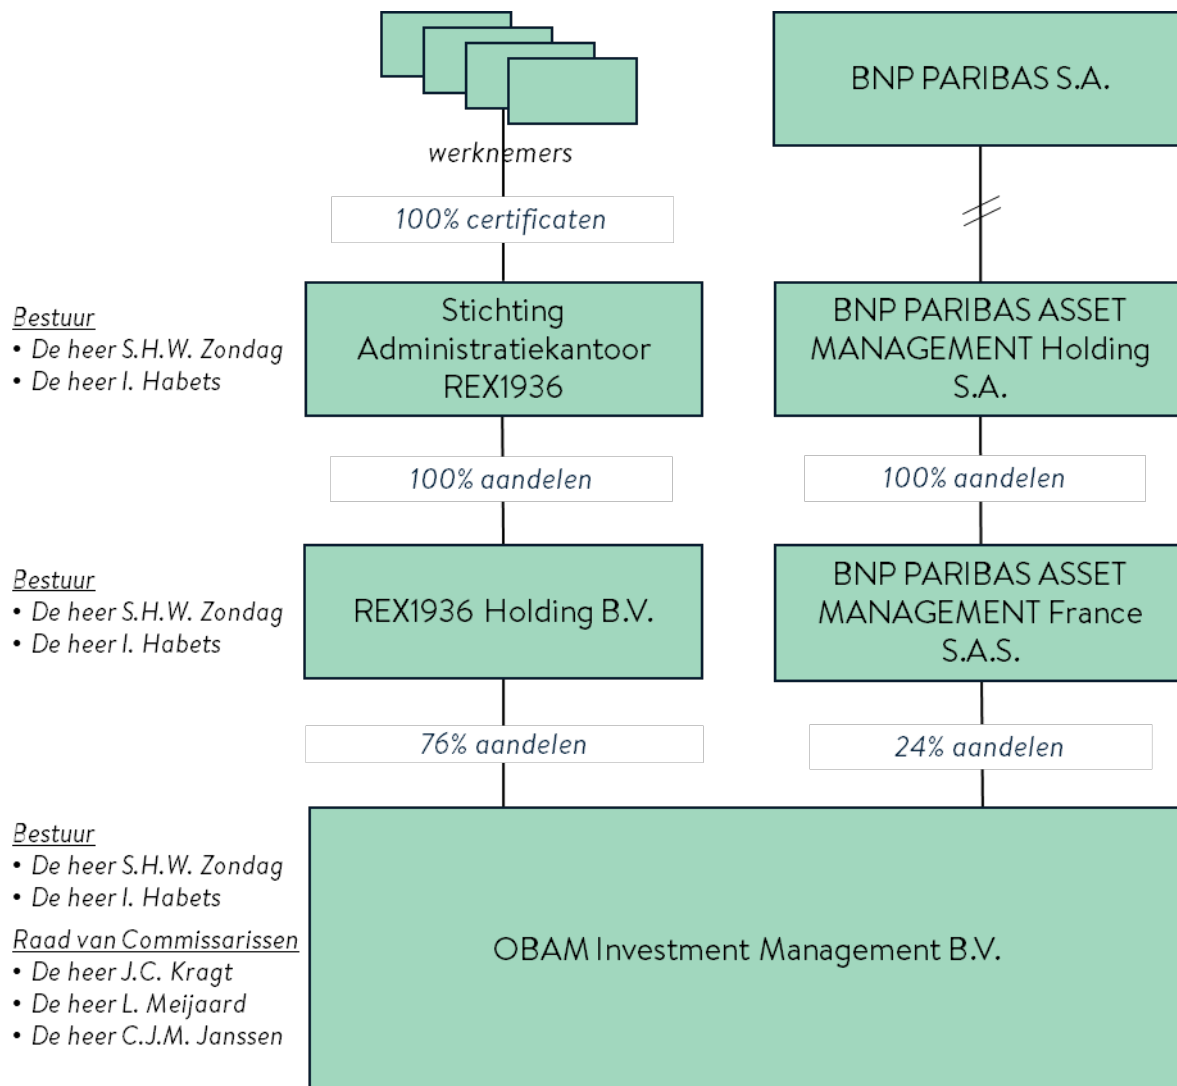 BNP PARIBAS S.A.
werknemers
100% certificaten
Bestuur
• De heer S.H.W. Zondag
• De heer I. Habets
Stichting
Administratiekantoor
REX1936
BNP PARIBAS ASSET
MANAGEMENT Holding
S.A.
100% aandelen
100% aandelen
Bestuur
• De heer S.H.W. Zondag
• De heer I. Habets
REX1936 Holding B.V.
BNP PARIBAS ASSET
MANAGEMENT France
S.A.S.
76% aandelen
24% aandelen
Bestuur
• De heer S.H.W. Zondag
• De heer I. Habets
Raad van Commissarissen
• De heer J.C. Kragt
• De heer L. Meijaard
• De heer C.J.M. Janssen
OBAM Investment Management B.V.